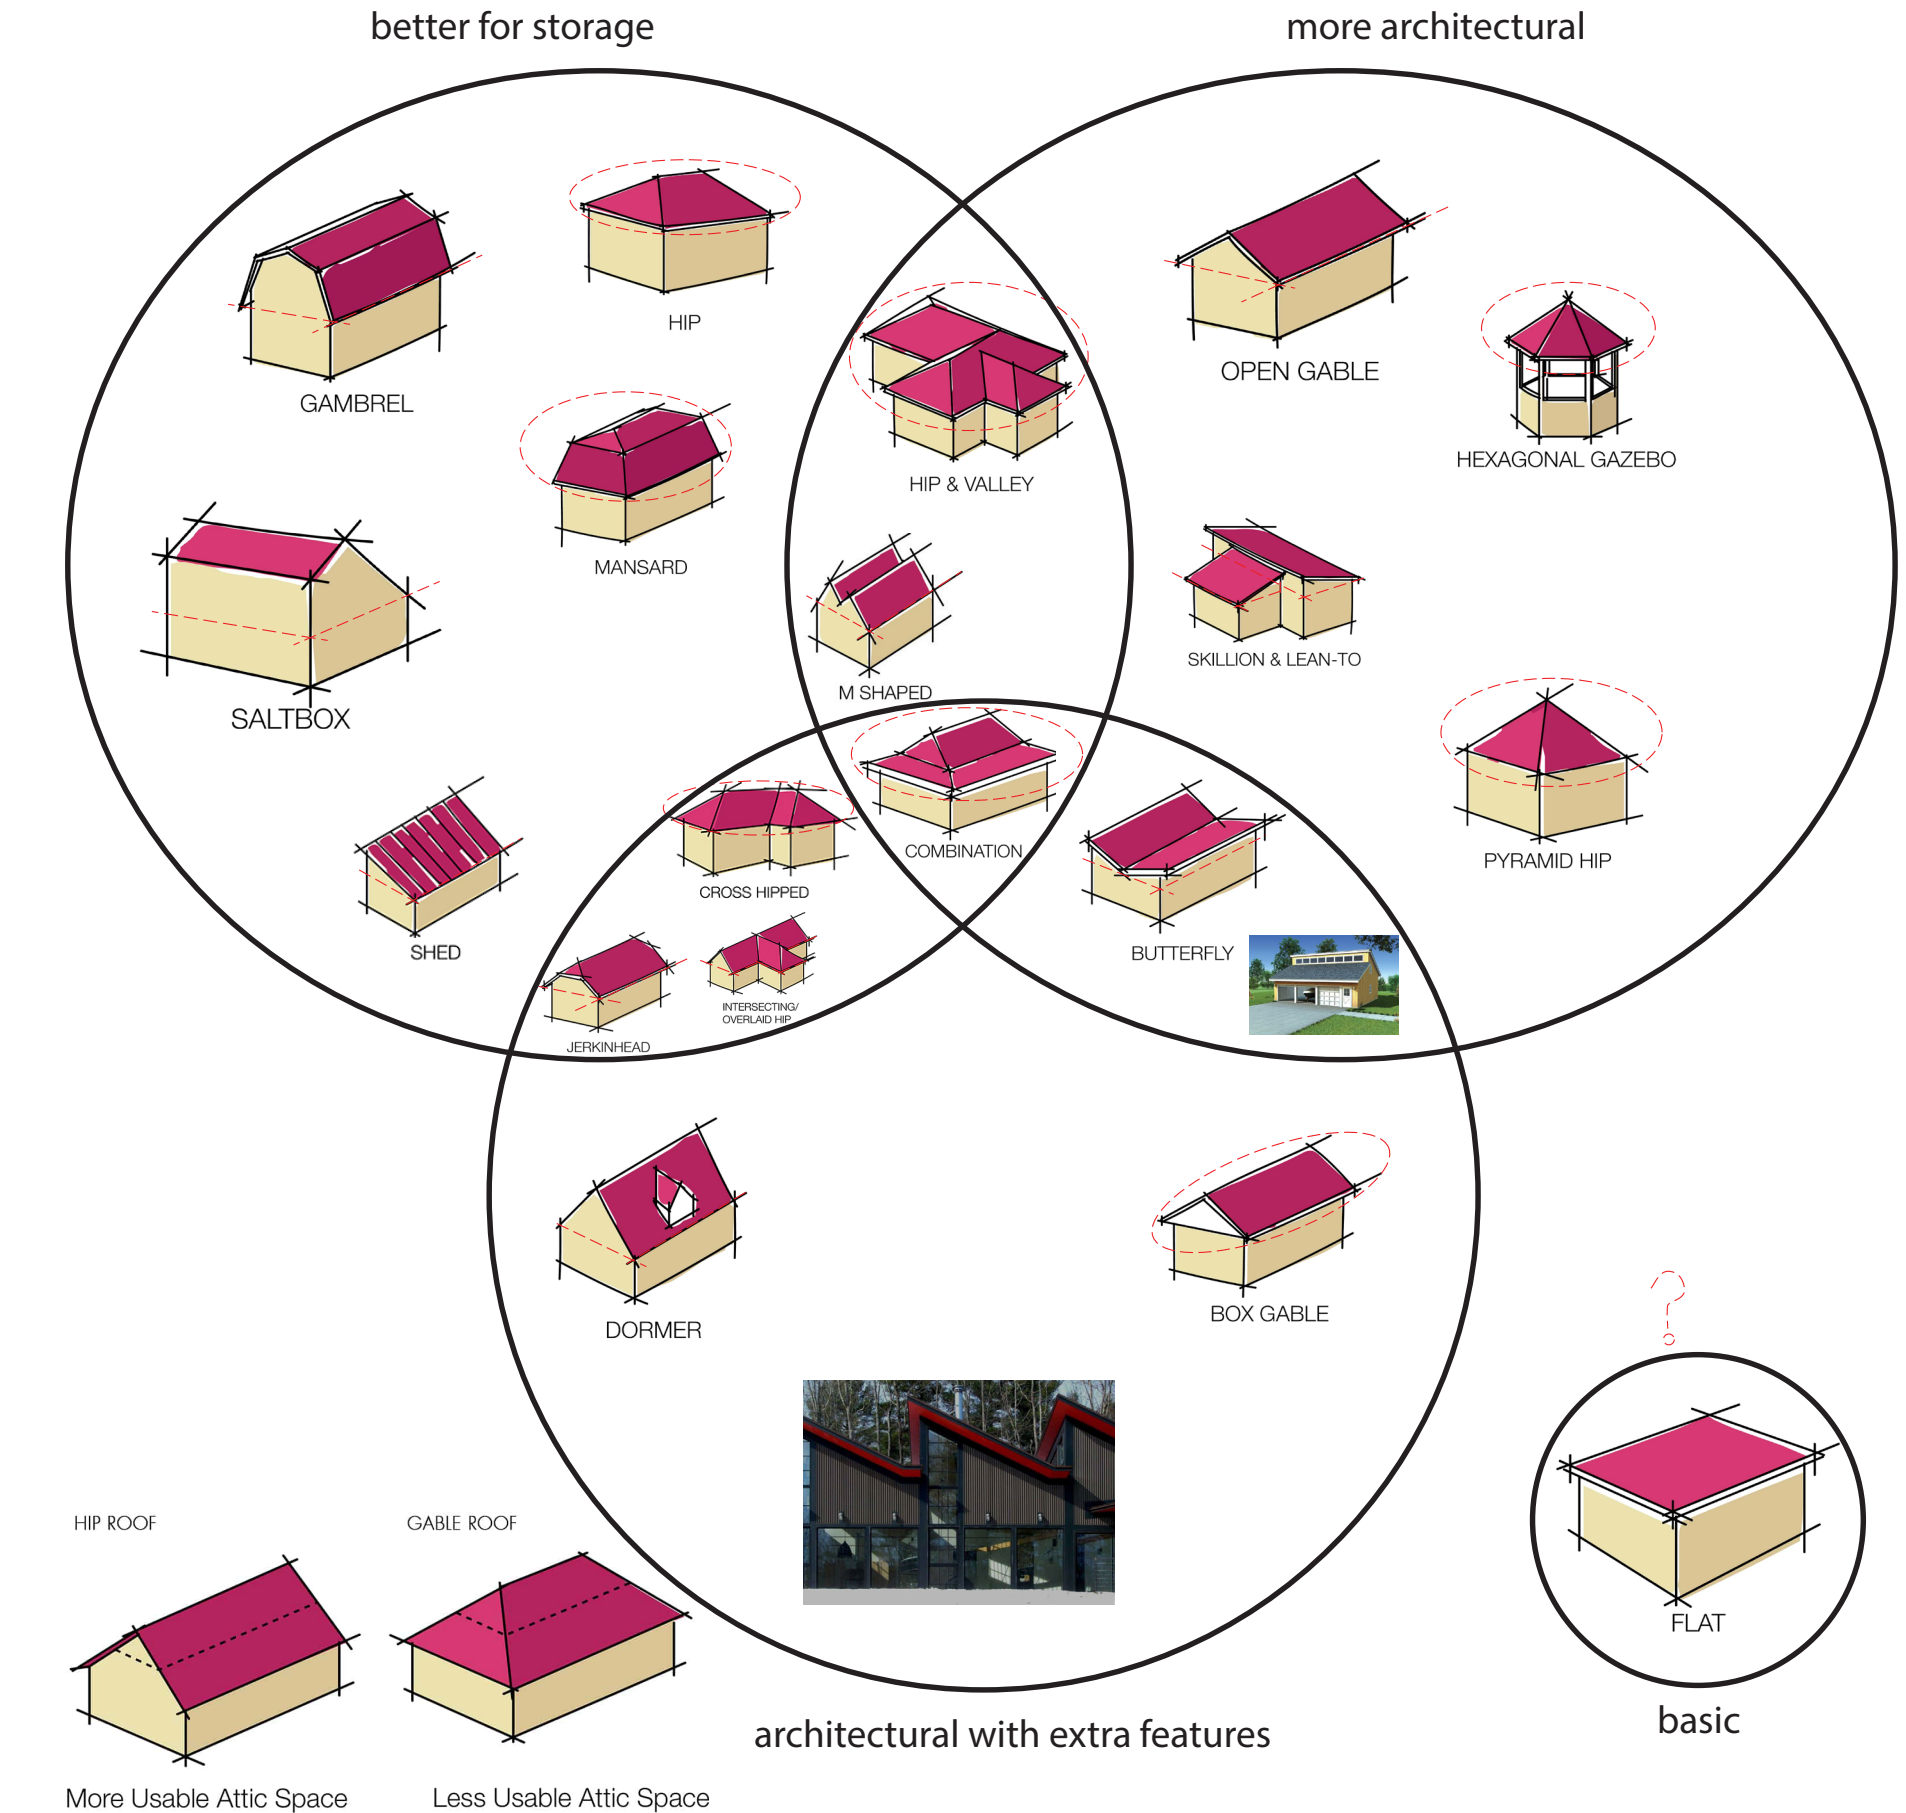 better for storage
more architectural
HIP
GAMBREL
OPEN GABLE
HEXAGONAL GAZEBO
HIP & VALLEY
MANSARD
SKILLION & LEAN-TO
M SHAPED
SALTBOX
COMBINATION
PYRAMID HIP
CROSS HIPPED
SHED
BUTTERFLY
INTERSECTING/
OVERLAID HIP
JERKINHEAD
DORMER
BOX GABLE
?
HIP ROOF
GABLE ROOF
FLAT
basic
architectural with extra features
More Usable Attic Space
Less Usable Attic Space